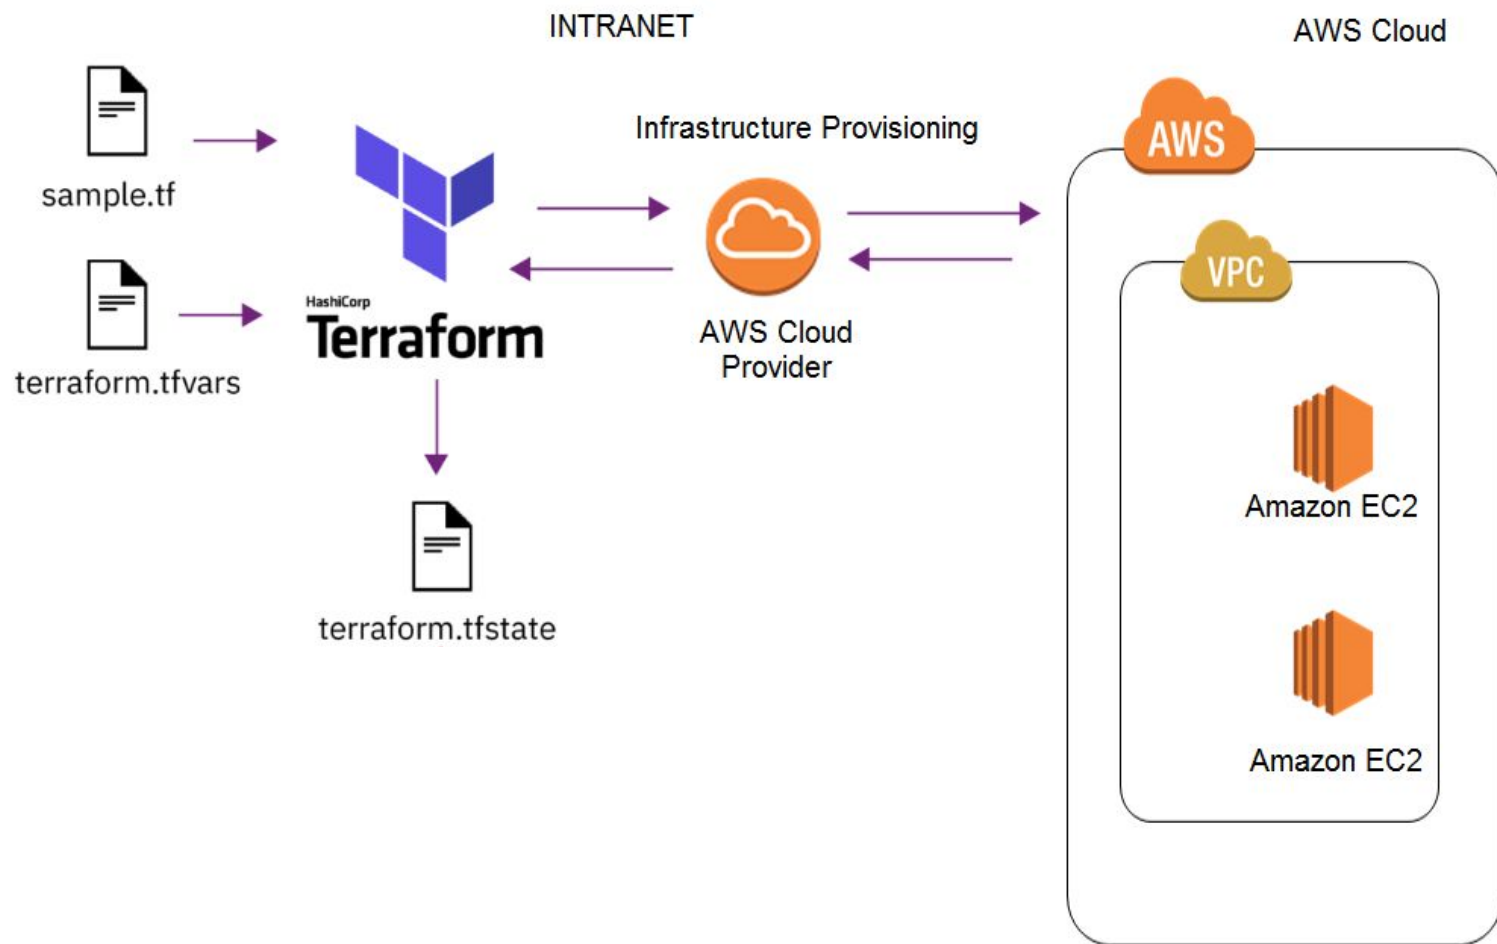 INTRANET
AWS Cloud
AWS
sample.tf
Infrastructure Provisioning
VPC
HashiCorp
Terraform
terraform.tfvars
AWS Cloud
Provider
Amazon EC2
terraform.tfstate
Amazon EC2